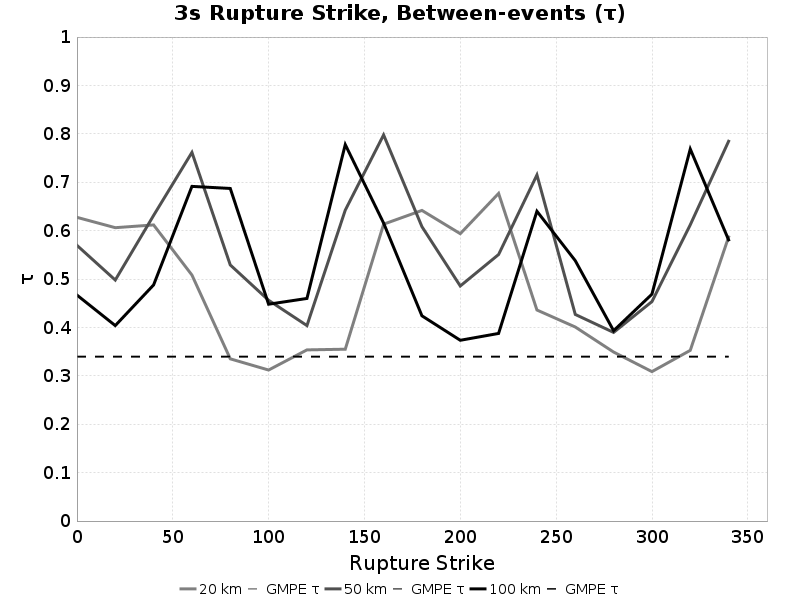 3s Rupture Strike, Between-events (τ)
1
0.9
0.8
0.7
0.6
0.5
0.4
0.3
0.2
0.1
0
τ
0 50 100 150 200 250 300 350
Rupture Strike
20 km GMPE τ 50 km GMPE τ 100 km GMPE τ